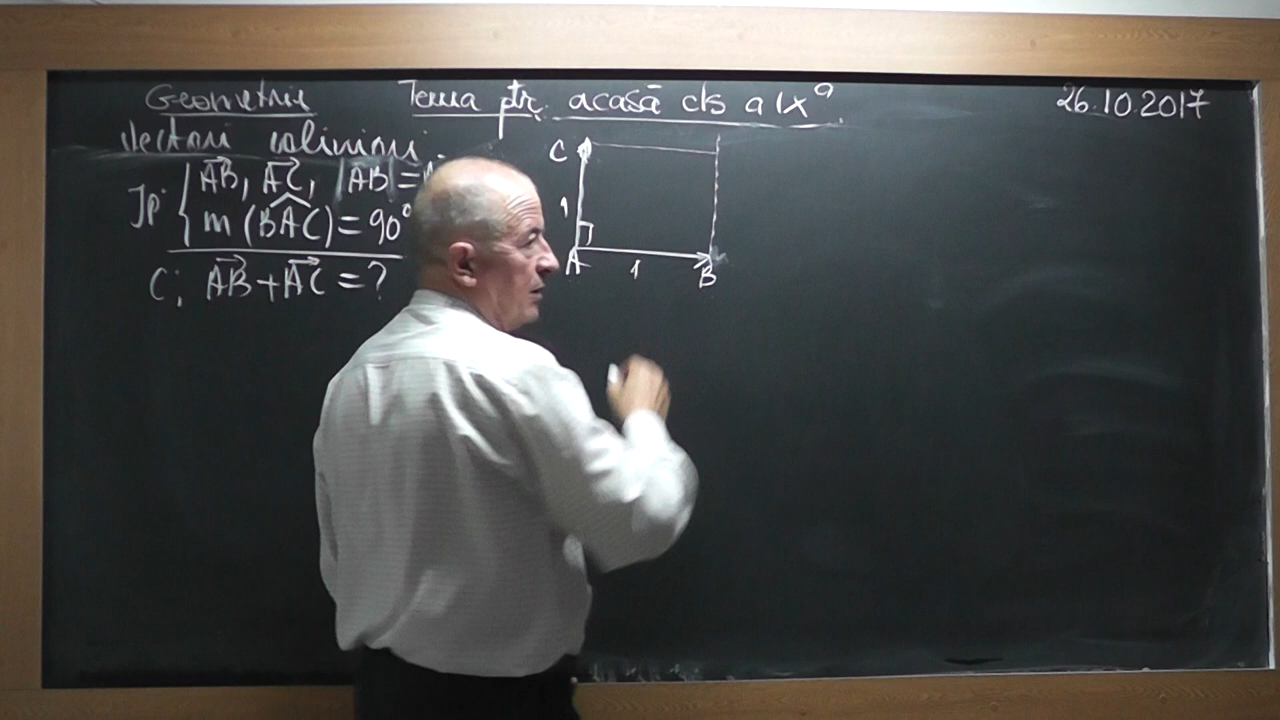 Geometrie Tema ptr. acasă cls a IX ª 26.10.2017
Vectori coliniari
Ip: { AB, AC, |AB| =
m (BAC) = 90°
C: AB + AC = ?
C
1
A 1 B